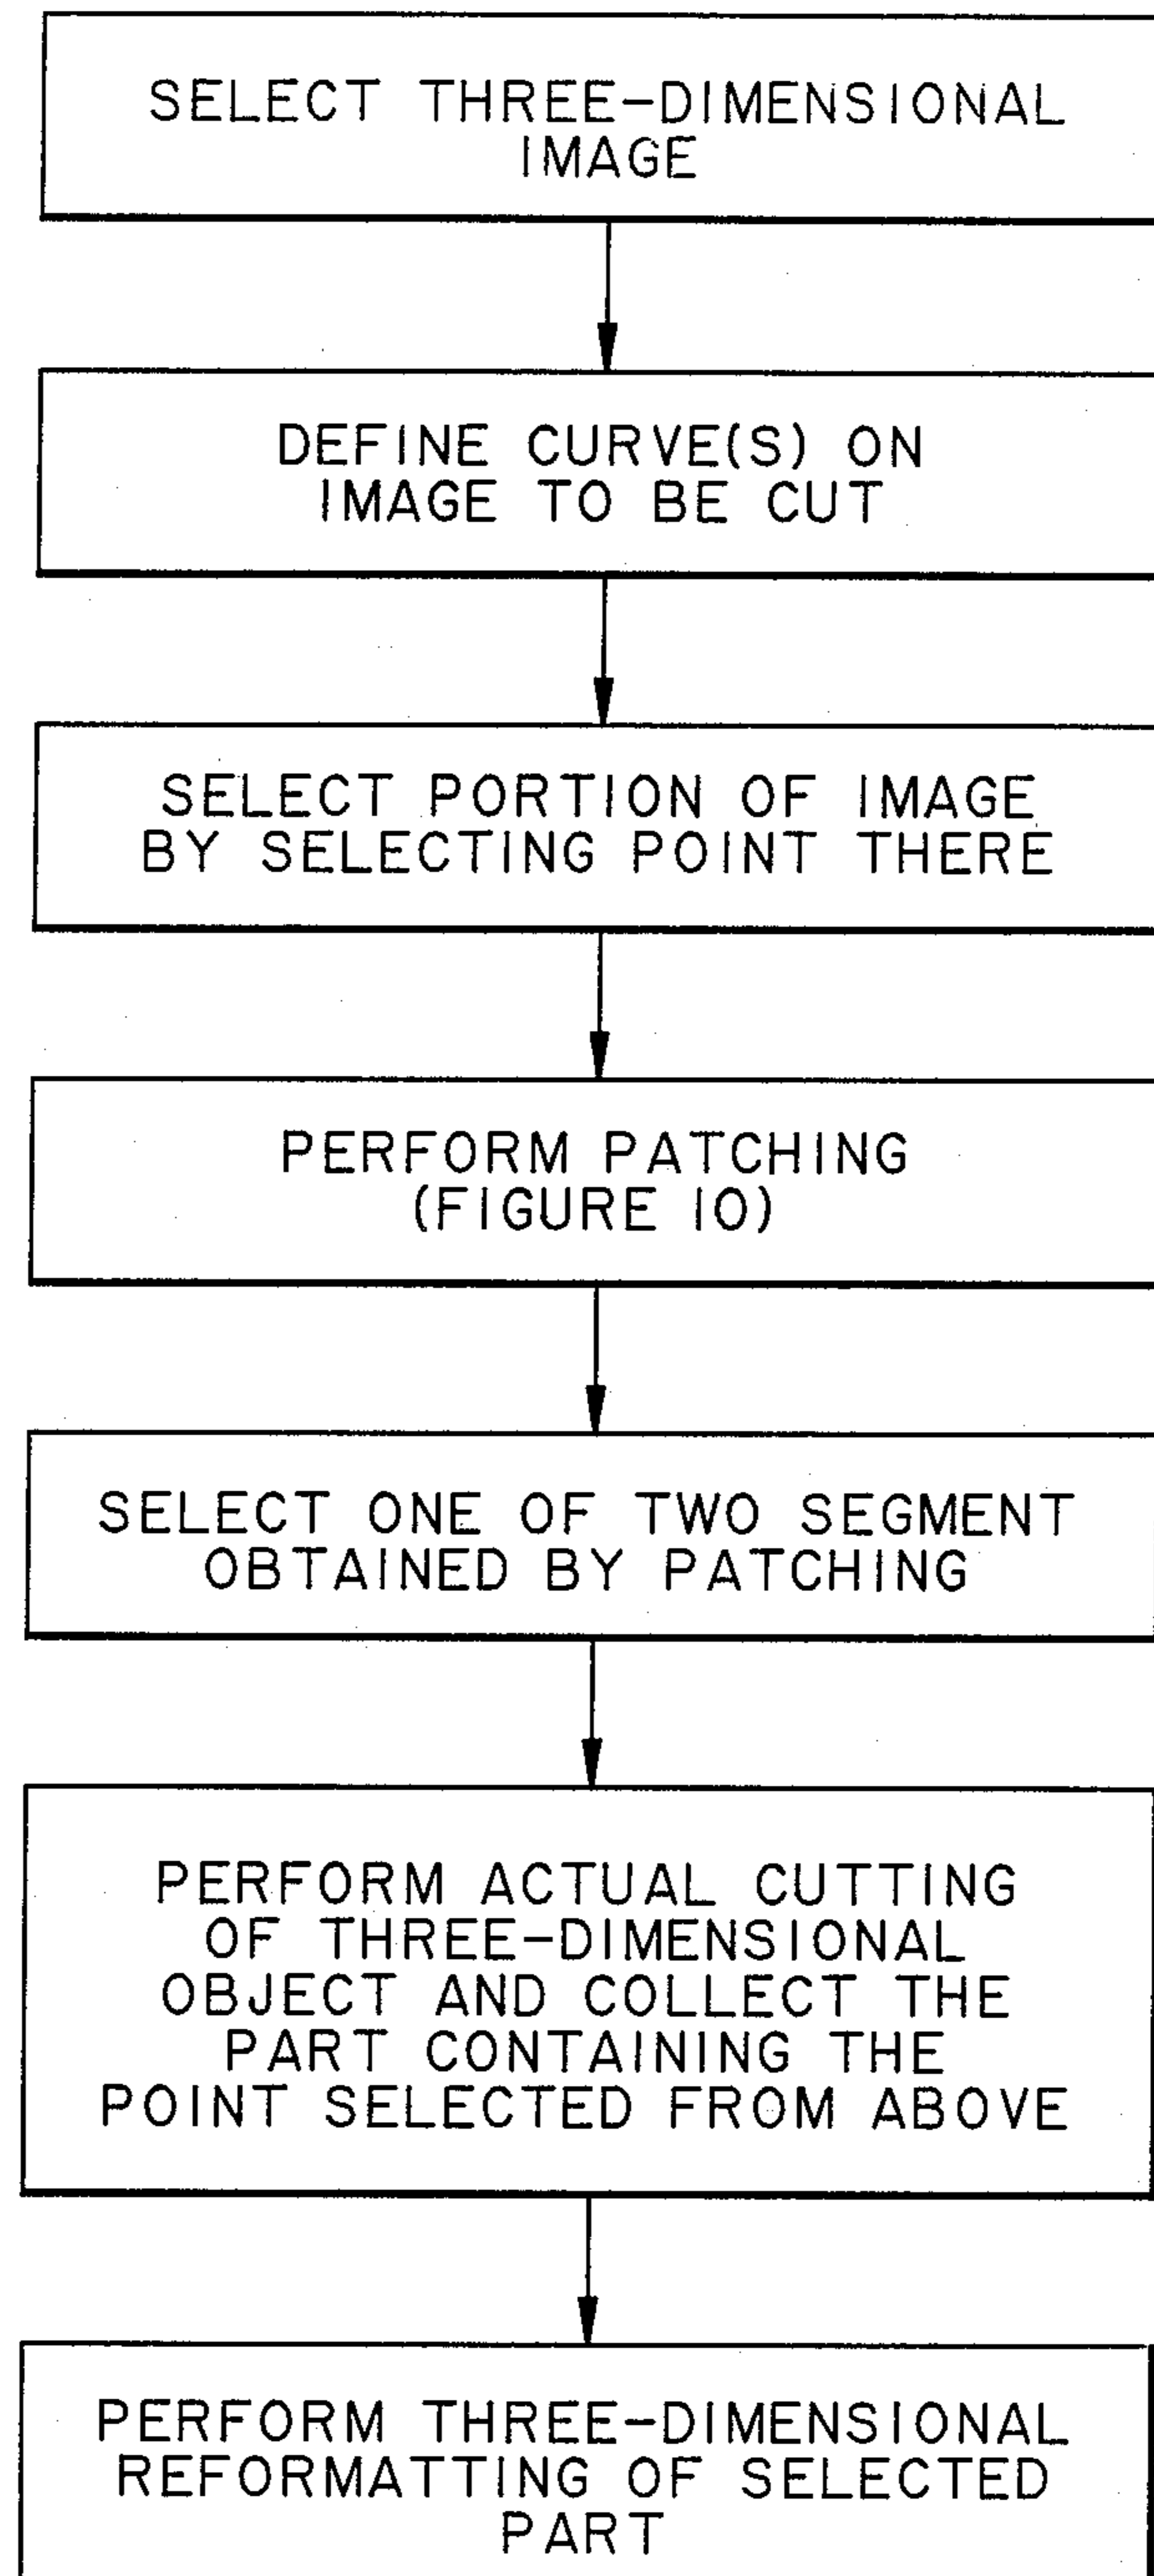 SELECT THREE-DIMENSIONAL
IMAGE
DEFINE CURVE(S) ON
IMAGE TO BE CUT
SELECT PORTION OF IMAGE
BY SELECTING POINT THERE
PERFORM PATCHING
(FIGURE 10)
SELECT ONE OF TWO SEGMENT
OBTAINED BY PATCHING
PERFORM ACTUAL CUTTING
OF THREE-DIMENSIONAL
OBJECT AND COLLECT THE
PART CONTAINING THE
POINT SELECTED FROM ABOVE
PERFORM THREE-DIMENSIONAL
REFORMATTING OF SELECTED
PART